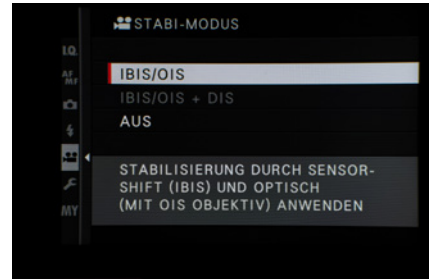 STABI-MODUS
I.Q.
AF
MF
MY
IBIS/OIS
IBIS/OIS + DIS
AUS
STABILISIERUNG DURCH SENSOR-
SHIFT (IBIS) UND OPTISCH
(MIT OIS OBJEKTIV) ANWENDEN